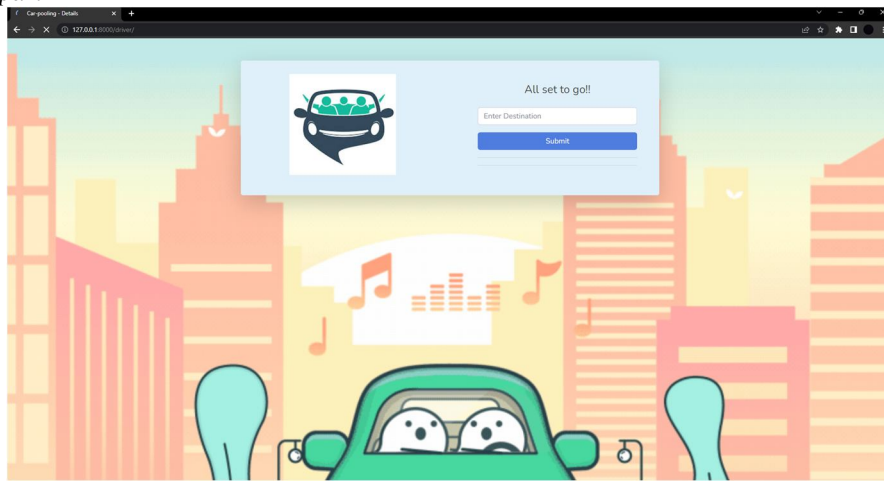 Car-pooling - Details
127.0.0.1:8000/driver/
All set to go!!
Enter Destination
Submit